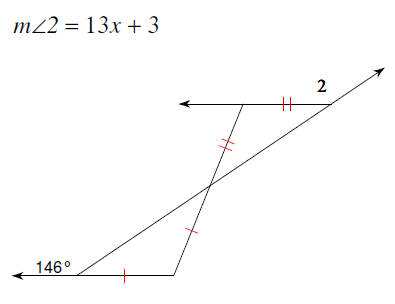 m∠2 = 13x + 3
2
146°